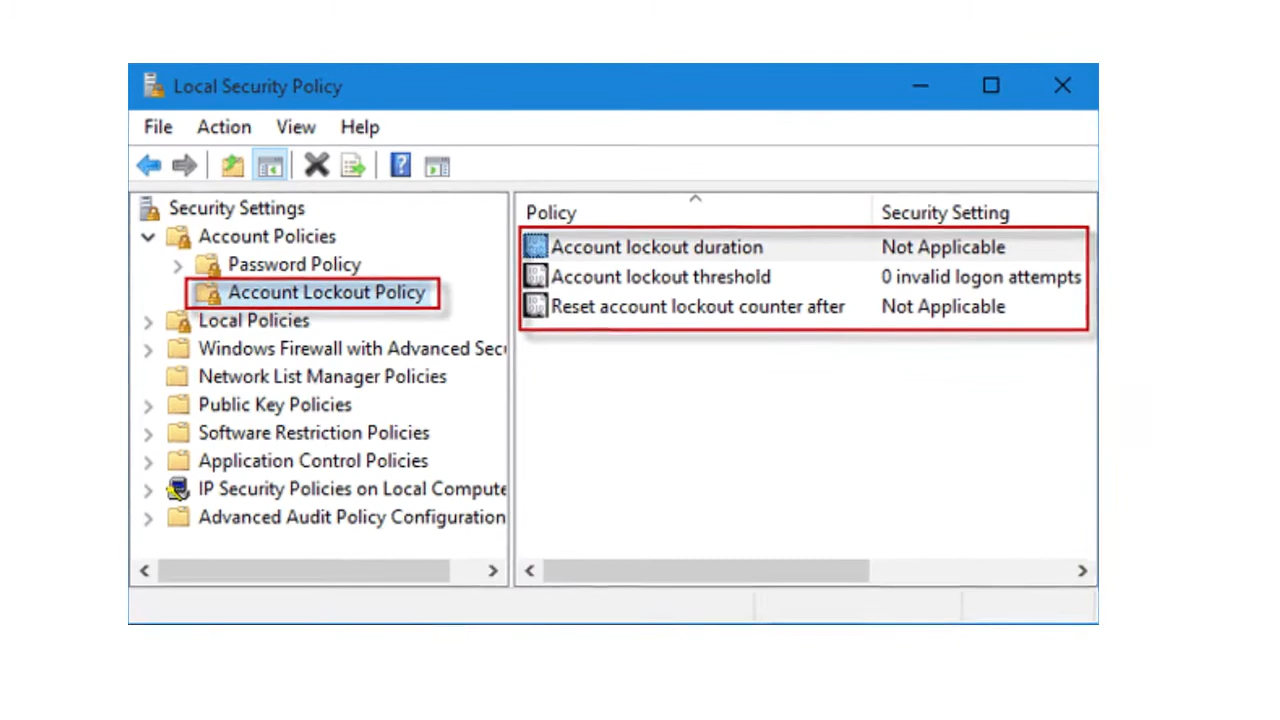 Local Security Policy
File Action View Help
Security Settings
Account Policies
Password Policy
Account Lockout Policy
Local Policies
Windows Firewall with Advanced Sec
Network List Manager Policies
Public Key Policies
Software Restriction Policies
Application Control Policies
IP Security Policies on Local Compute
Advanced Audit Policy Configuration
Policy Security Setting
Account lockout duration Not Applicable
Account lockout threshold 0 invalid logon attempts
Reset account lockout counter after Not Applicable